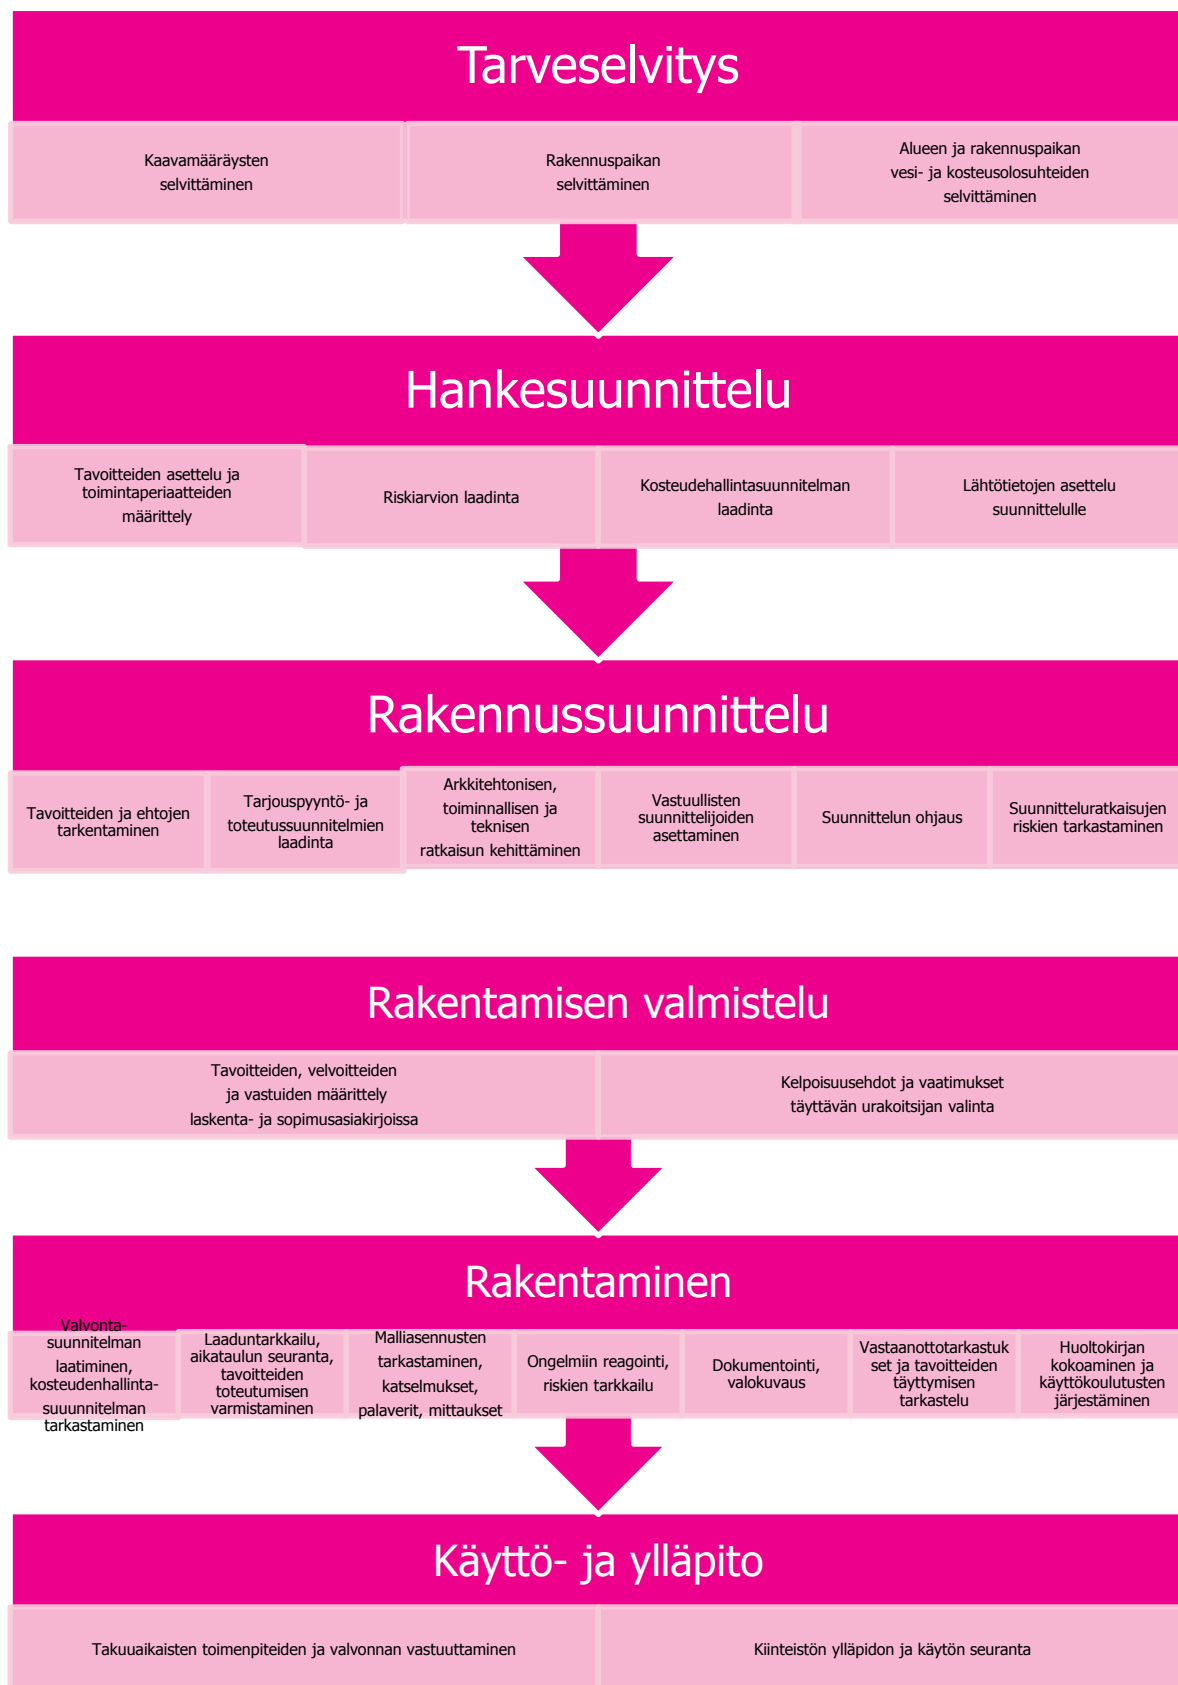 Tarveselvitys
Kaavamääräysten
selvittäminen
Rakennuspaikan
selvittäminen
Alueen ja rakennuspaikan
vesi- ja kosteusolosuhteiden
selvittäminen
Hankesuunnittelu
Tavoitteiden asettelu ja
toimintaperiaatteiden
määrittely
Riskiarvion laadinta
Kosteudehallintasuunnitelman
laadinta
Lähtötietojen asettelu
suunnittelulle
Rakennussuunnittelu
Tavoitteiden ja ehtojen
tarkentaminen
Tarjouspyyntö- ja
toteutussuunnitelmien
laadinta
Arkkitehtonisen,
toiminnallisen ja
teknisen
ratkaisun kehittäminen
Vastuullisten
suunnittelijoiden
asettaminen
Suunnittelun ohjaus
Suunnitteluratkaisujen
riskien tarkastaminen
Rakentamisen valmistelu
Tavoitteiden, velvoitteiden
ja vastuiden määrittely
laskenta- ja sopimusasiakirjoissa
Kelpoisuusehdot ja vaatimukset
täyttävän urakoitsijan valinta
Rakentaminen
Valvonta-
suunnitelman
laatiminen,
kosteudenhallinta-
suuunnitelman
tarkastaminen
Laaduntarkkailu,
aikataulun seuranta,
tavoitteiden
toteutumisen
varmistaminen
Malliasennusten
tarkastaminen,
katselmukset,
palaverit, mittaukset
Ongelmiin reagointi,
riskien tarkkailu
Dokumentointi,
valokuvaus
Vastaanottotarkastuk
set ja tavoitteiden
täyttymisen
tarkastelu
Huoltokirjan
kokoaminen ja
käyttökoulutusten
järjestäminen
Käyttö- ja ylläpito
Takuuaikaisten toimenpiteiden ja valvonnan vastuuttaminen
Kiinteistön ylläpidon ja käytön seuranta